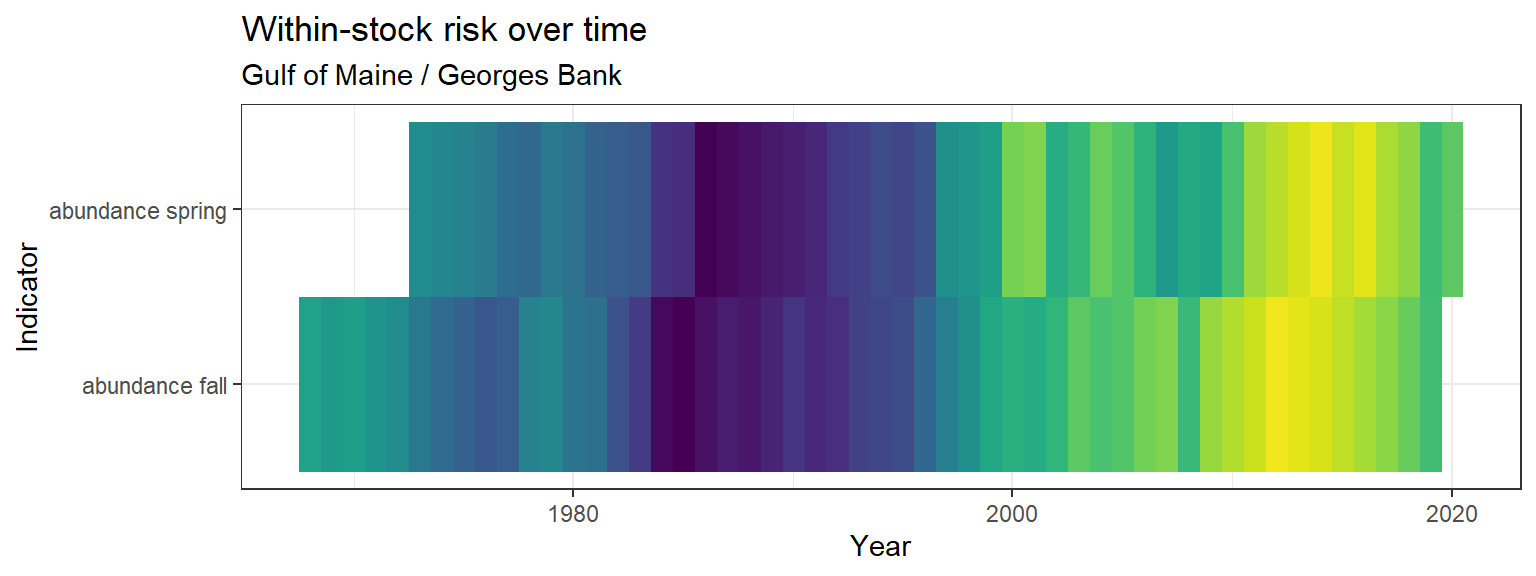 Within-stock risk over time
Gulf of Maine / Georges Bank
Indicator
abundance spring
abundance fall
1980
2000
2020
Year